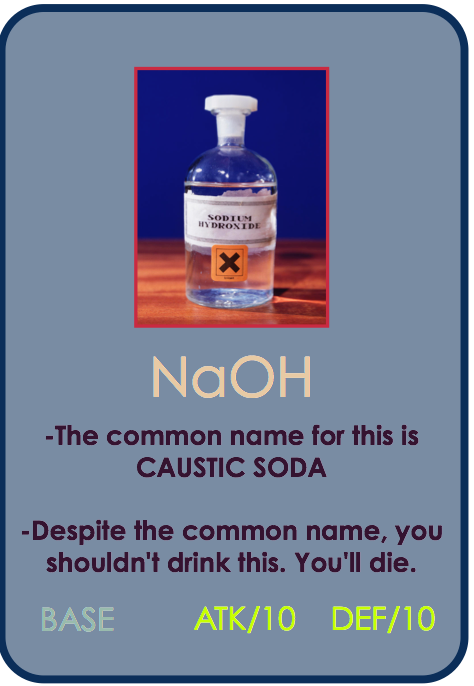 SODIUM
HYDROXIDE
NaOH
-The common name for this is
CAUSTIC SODA
-Despite the common name, you
shouldn't drink this. You'll die.
BASE ATK/10 DEF/10